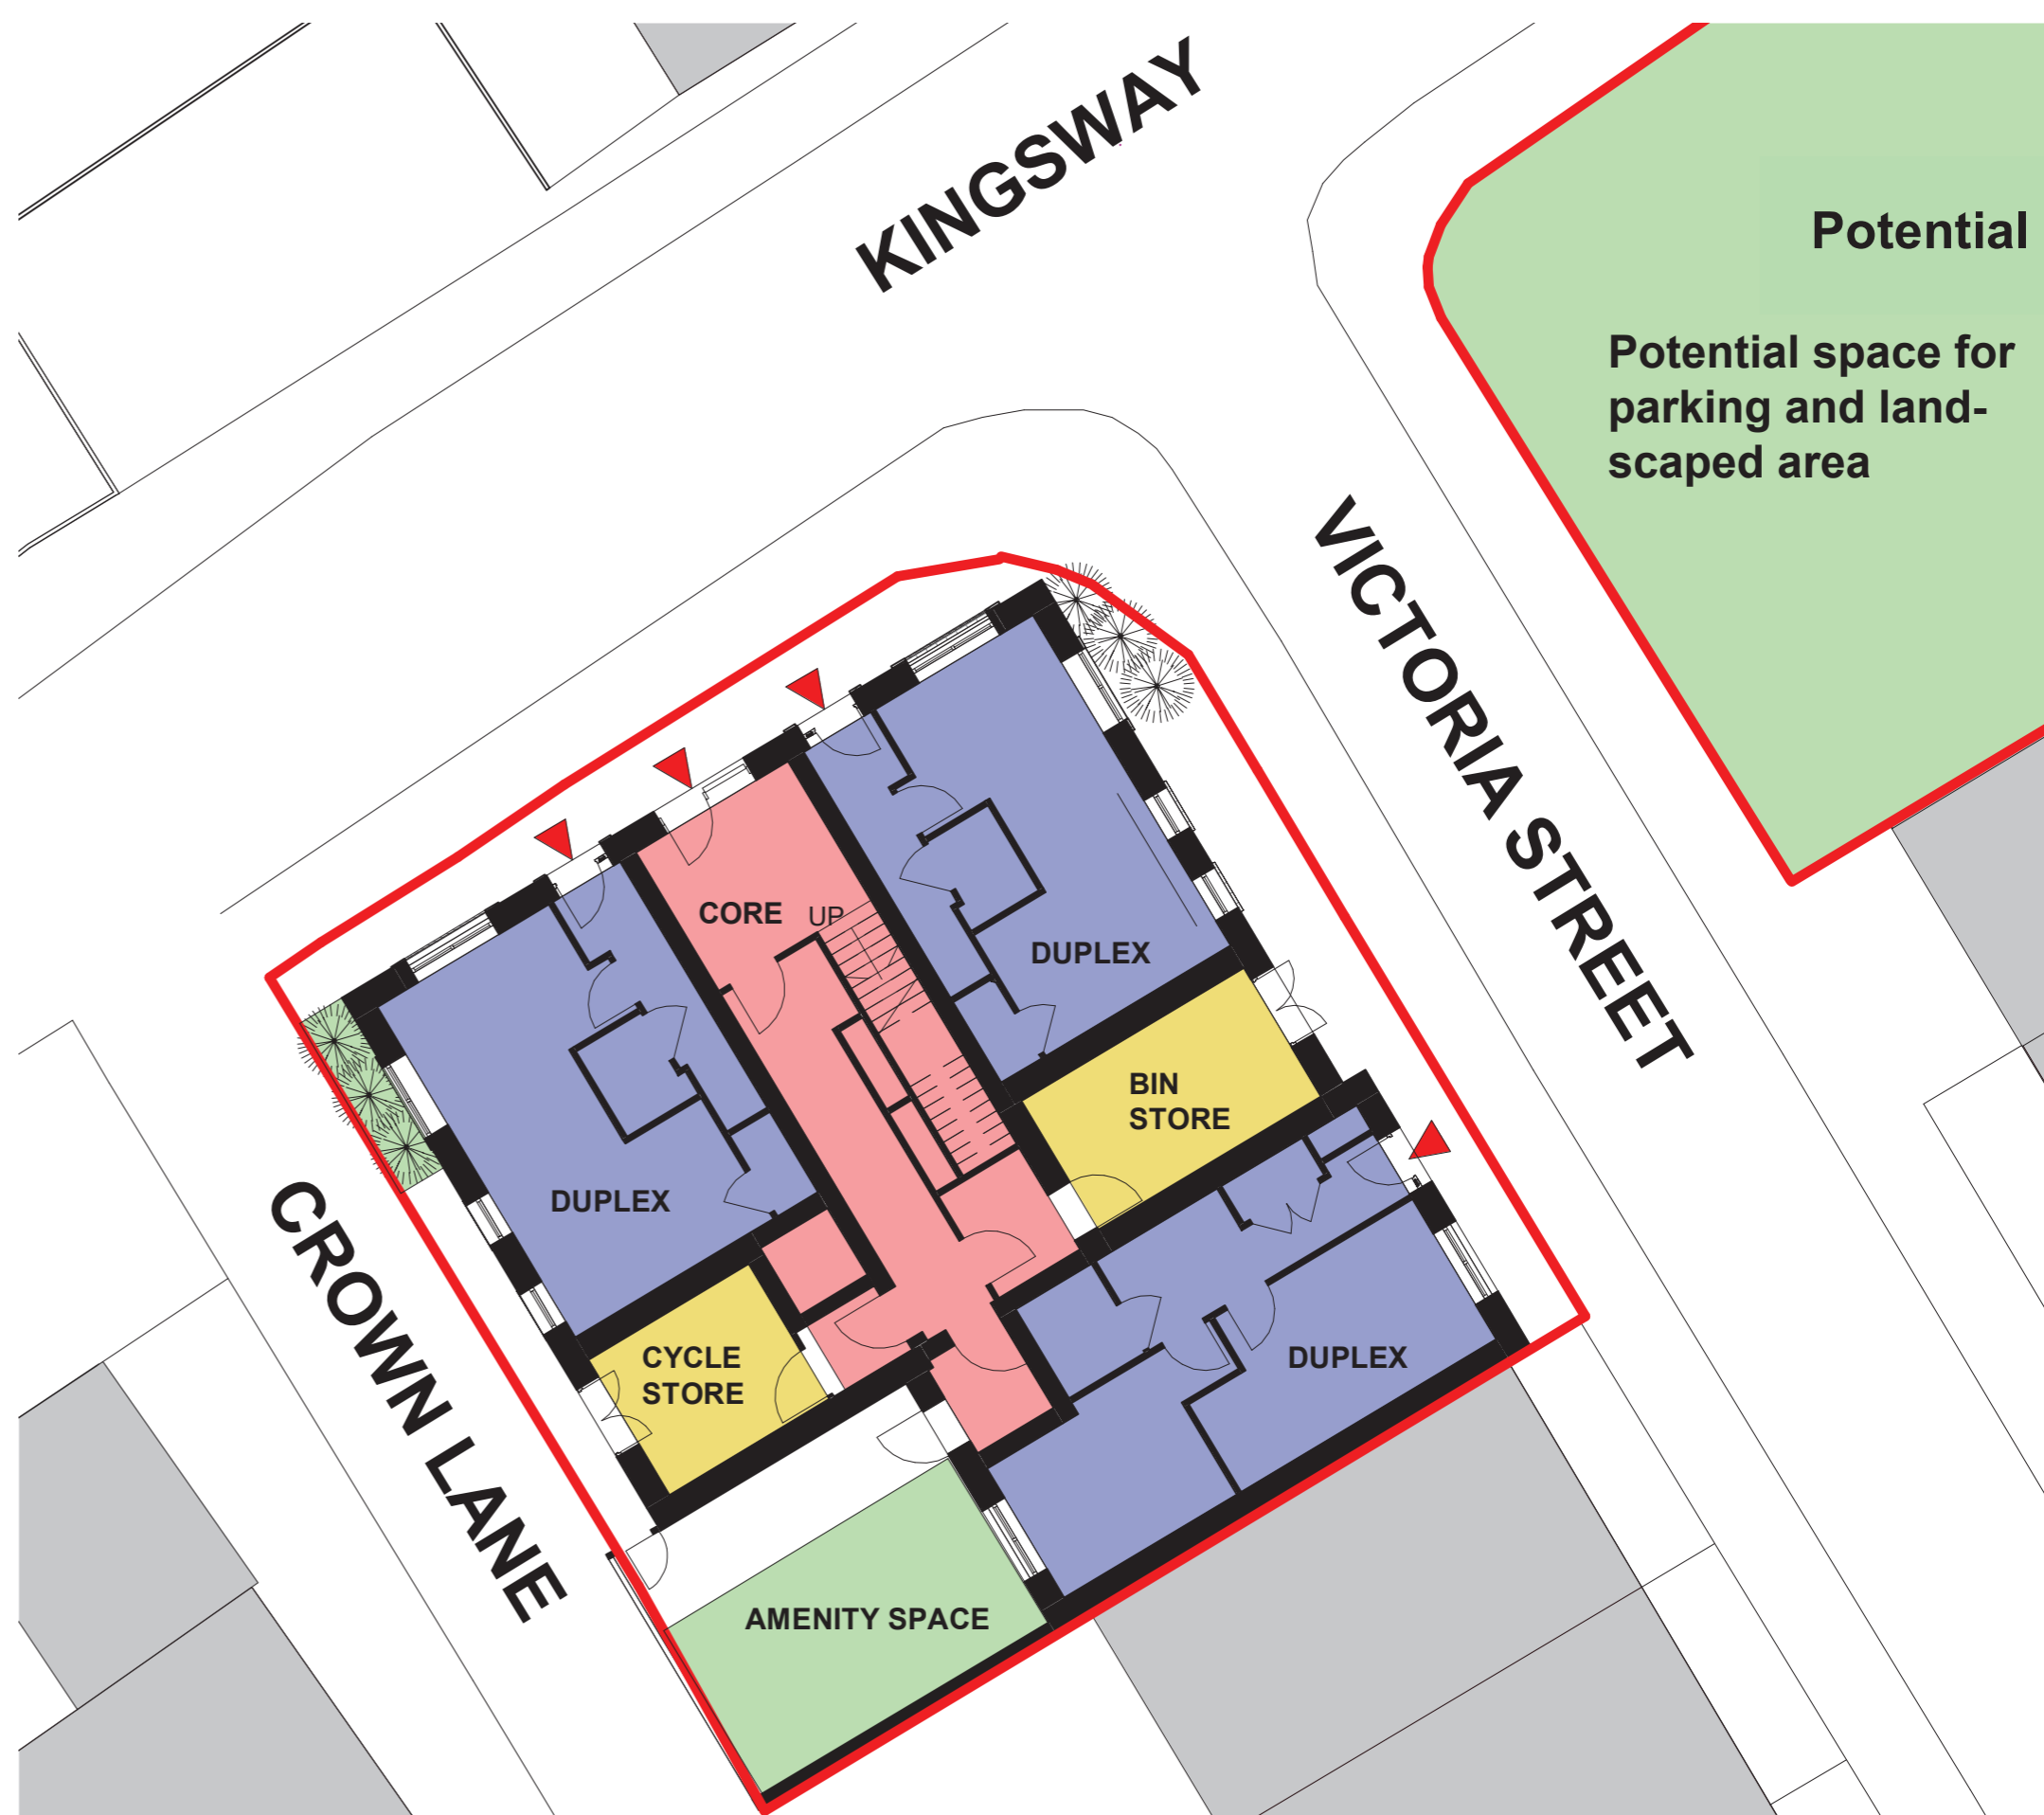 KINGSWAY
Potential
Potential space for
parking and land-
scaped area
VICTORIA STREET
CORE
UP
DUPLEX
BIN
STORE
DUPLEX
CYCLE
STORE
DUPLEX
CROWN LANE
AMENITY SPACE